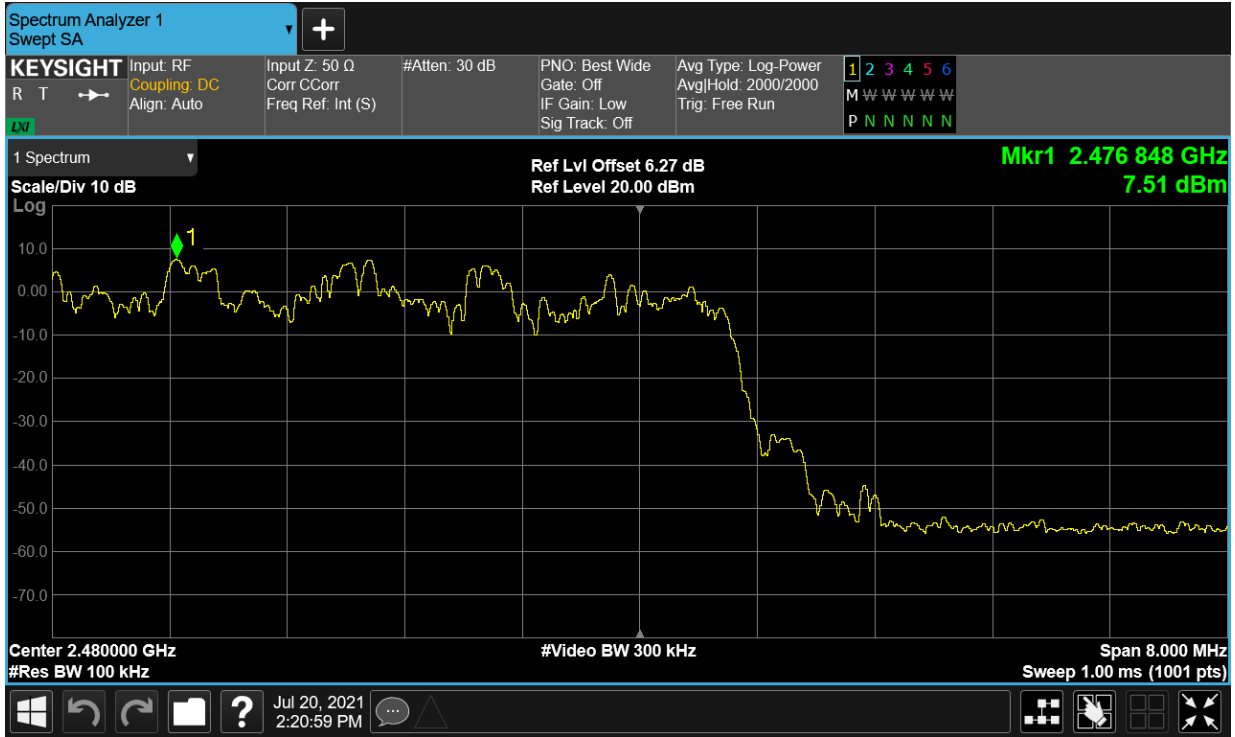 Spectrum Analyzer 1
Swept SA
KEYSIGHT
R T
LXI
Input: RF
Coupling: DC
Align: Auto
Input Z: 50 Ω
Corr CCorr
Freq Ref: Int (S)
#Atten: 30 dB
PNO: Best Wide
Gate: Off
IF Gain: Low
Sig Track: Off
Avg Type: Log-Power
Avg|Hold: 2000/2000
Trig: Free Run
1 2 3 4 5 6
M W W W W W
P N N N N N
1 Spectrum
Scale/Div 10 dB
Log
Ref Lvl Offset 6.27 dB
Ref Level 20.00 dBm
Mkr1 2.476 848 GHz
7.51 dBm
1
10.0
0.00
-10.0
-20.0
-30.0
-40.0
-50.0
-60.0
-70.0
Center 2.480000 GHz
#Video BW 300 kHz
Span 8.000 MHz
#Res BW 100 kHz
Sweep 1.00 ms (1001 pts)
?
Jul 20, 2021
2:20:59 PM